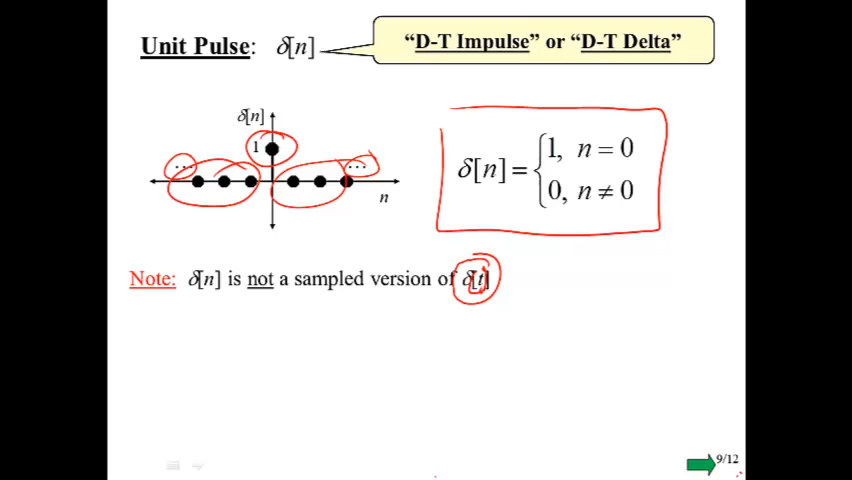 Unit Pulse: δ[n]
“D-T Impulse” or “D-T Delta”
δ[n]
1
...
...
n
δ[n] = {1, n = 0
0, n ≠ 0
Note: δ[n] is not a sampled version of δ[t]
9/12